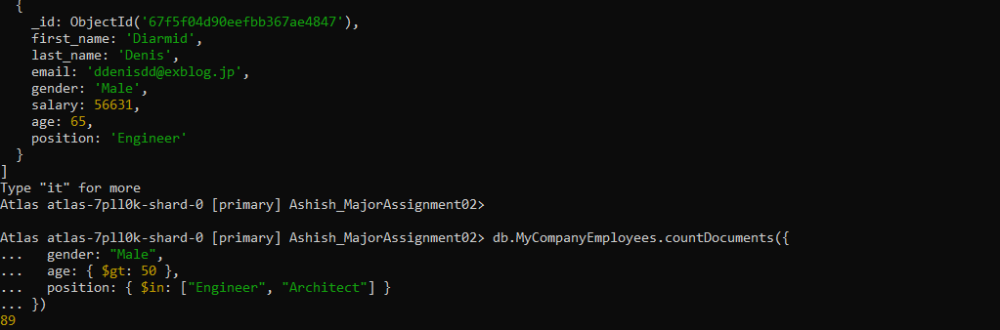 {
_id: ObjectId('67f5f04d90eefbb367ae4847'),
first_name: 'Diarmid',
last_name: 'Denis',
email: 'ddenisdd@exblog.jp',
gender: 'Male',
salary: 56631,
age: 65,
position: 'Engineer'
}
]
Type "it" for more
Atlas atlas-7pll0k-shard-0 [primary] Ashish_MajorAssignment02>
Atlas atlas-7pll0k-shard-0 [primary] Ashish_MajorAssignment02> db.MyCompanyEmployees.countDocuments({
... gender: "Male",
... age: { $gt: 50 },
... position: { $in: ["Engineer", "Architect"] }
... })
89